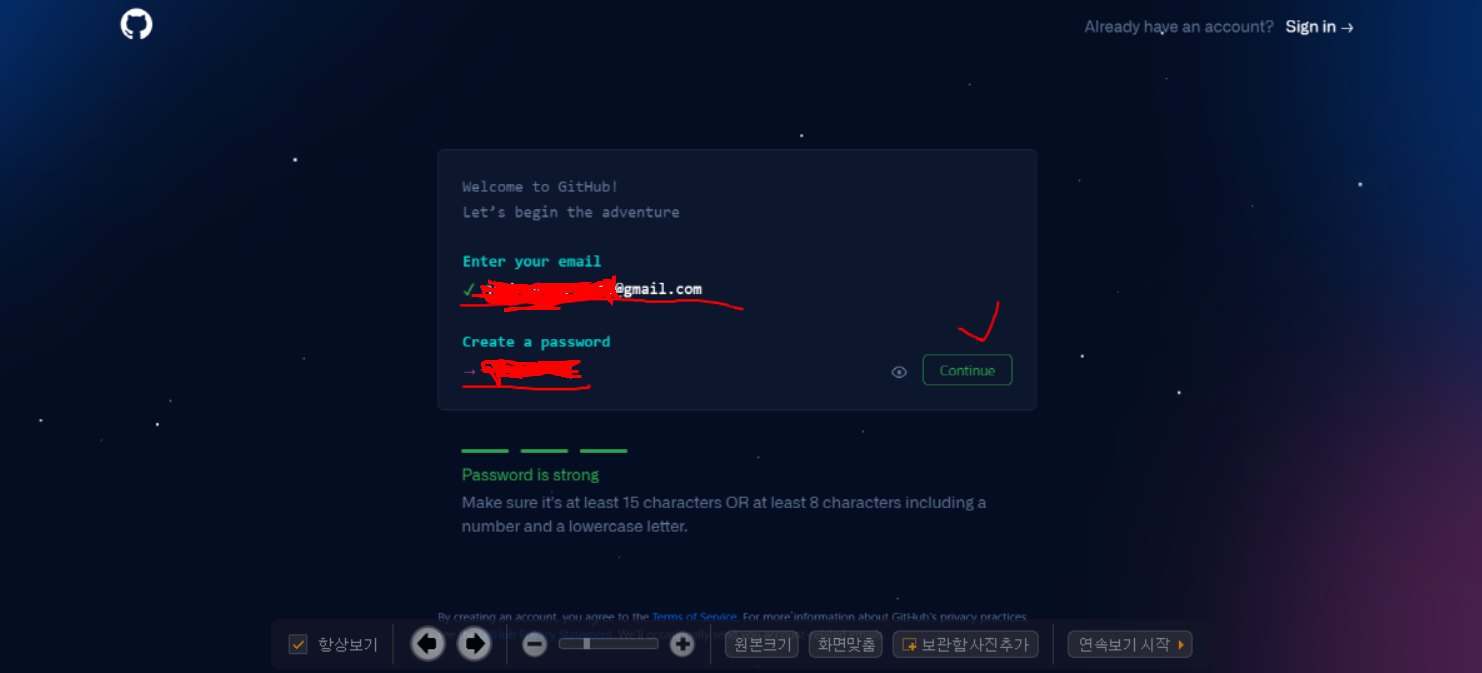 Already have an account? Sign in →
Welcome to GitHub!
Let's begin the adventure
Enter your email
✓ @gmail.com
Create a password
→
Continue
Password is strong
Make sure it's at least 15 characters OR at least 8 characters including a
number and a lowercase letter.
By creating an account, you agree to the Terms of Service. For more information about GitHub's privacy practices,
항상보기
원본크기
화면맞춤
보관함 사진추가
연속보기 시작